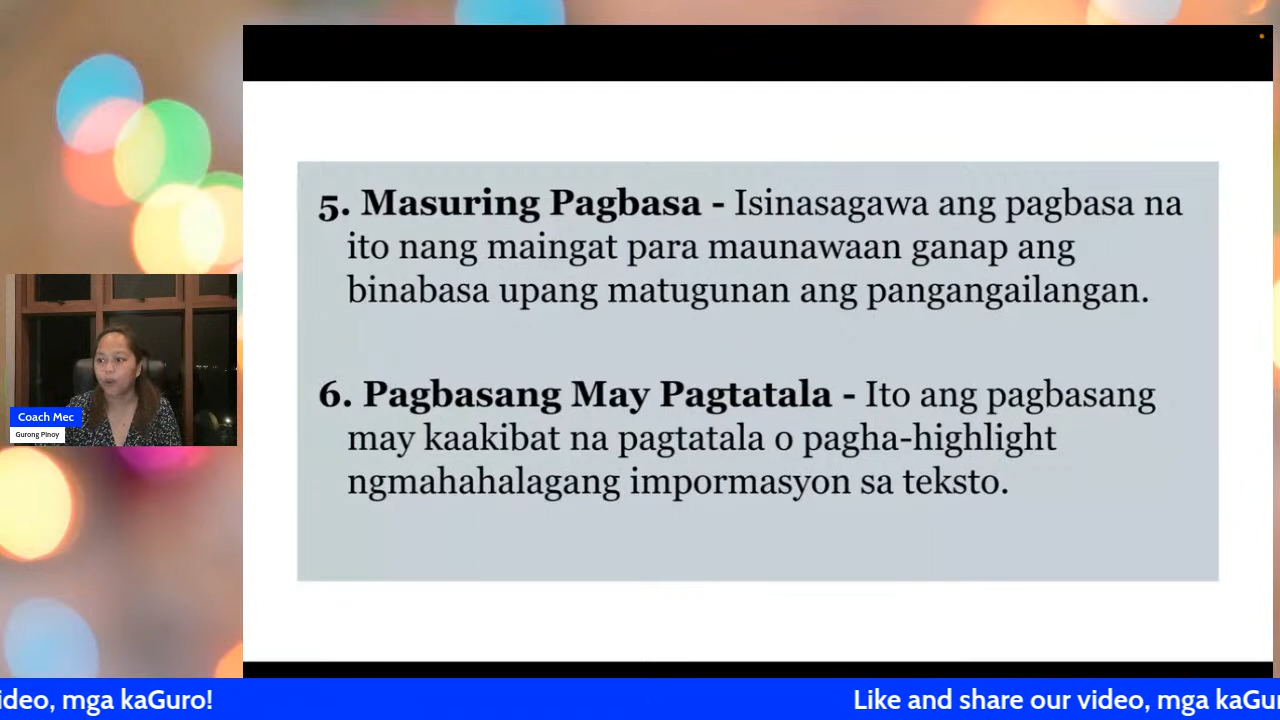 5. Masuring Pagbasa - Isinasagawa ang pagbasa na
ito nang maingat para maunawaan ganap ang
binabasa upang matugunan ang pangangailangan.
6. Pagbasang May Pagtatala - Ito ang pagbasang
may kaakibat na pagtatala o pagha-highlight
ngmahahalagang impormasyon sa teksto.
Coach Mec
Gurong Pinoy
ideo, mga kaGuro! Like and share our video, mga kaGur